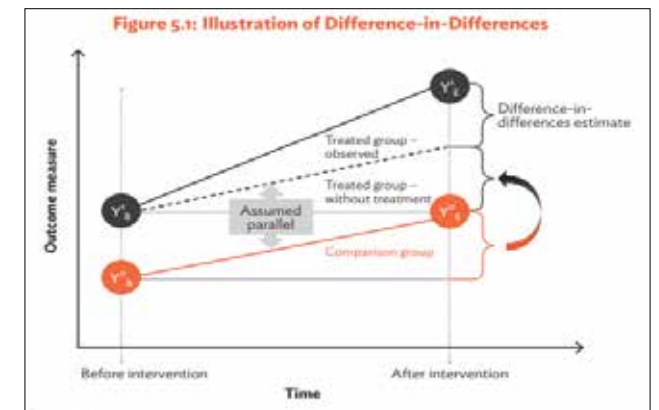 Figure 5.1: Illustration of Difference-in-Differences
Outcome measure
Treated group –
observed
Treated group –
without treatment
Assumed
parallel
Comparison group
Difference-in-
differences estimate
Before intervention
After intervention
Time